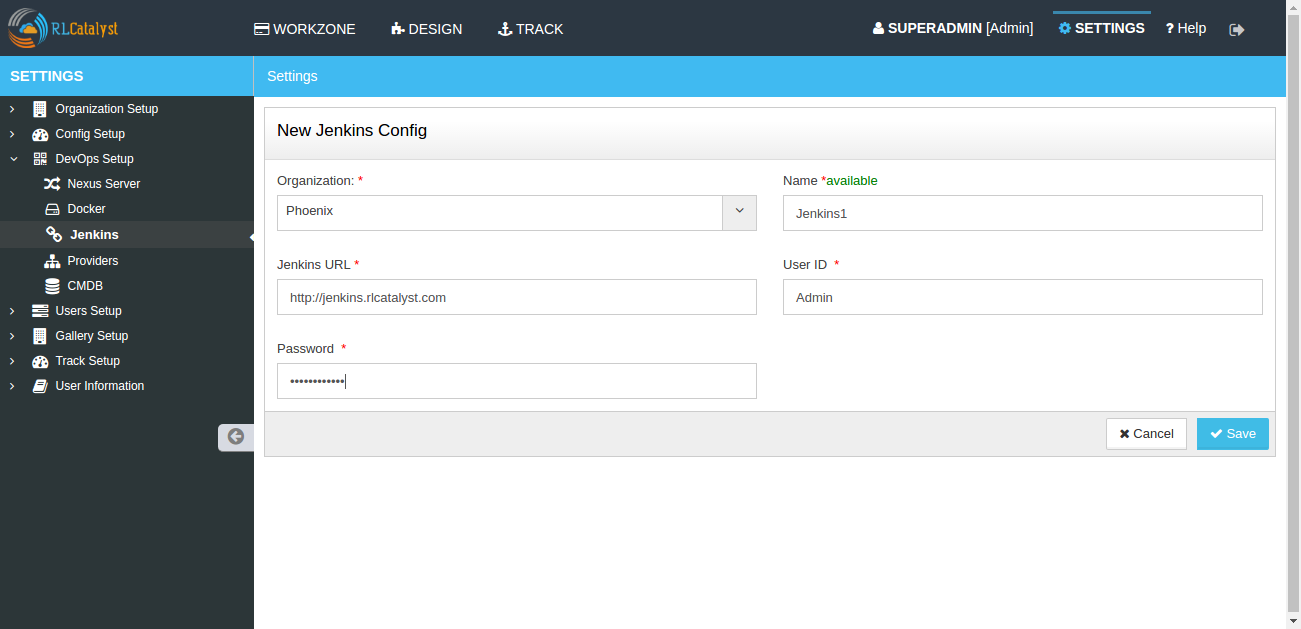 RLCatalyst
WORKZONE DESIGN TRACK SUPERADMIN [Admin] SETTINGS ? Help
SETTINGS
Settings
Organization Setup
Config Setup
DevOps Setup
Nexus Server
Docker
Jenkins
Providers
CMDB
Users Setup
Gallery Setup
Track Setup
User Information
New Jenkins Config
Organization: * Name *available
Phoenix Jenkins1
Jenkins URL * User ID *
http://jenkins.rlcatalyst.com Admin
Password *
••••••••••••
Cancel Save